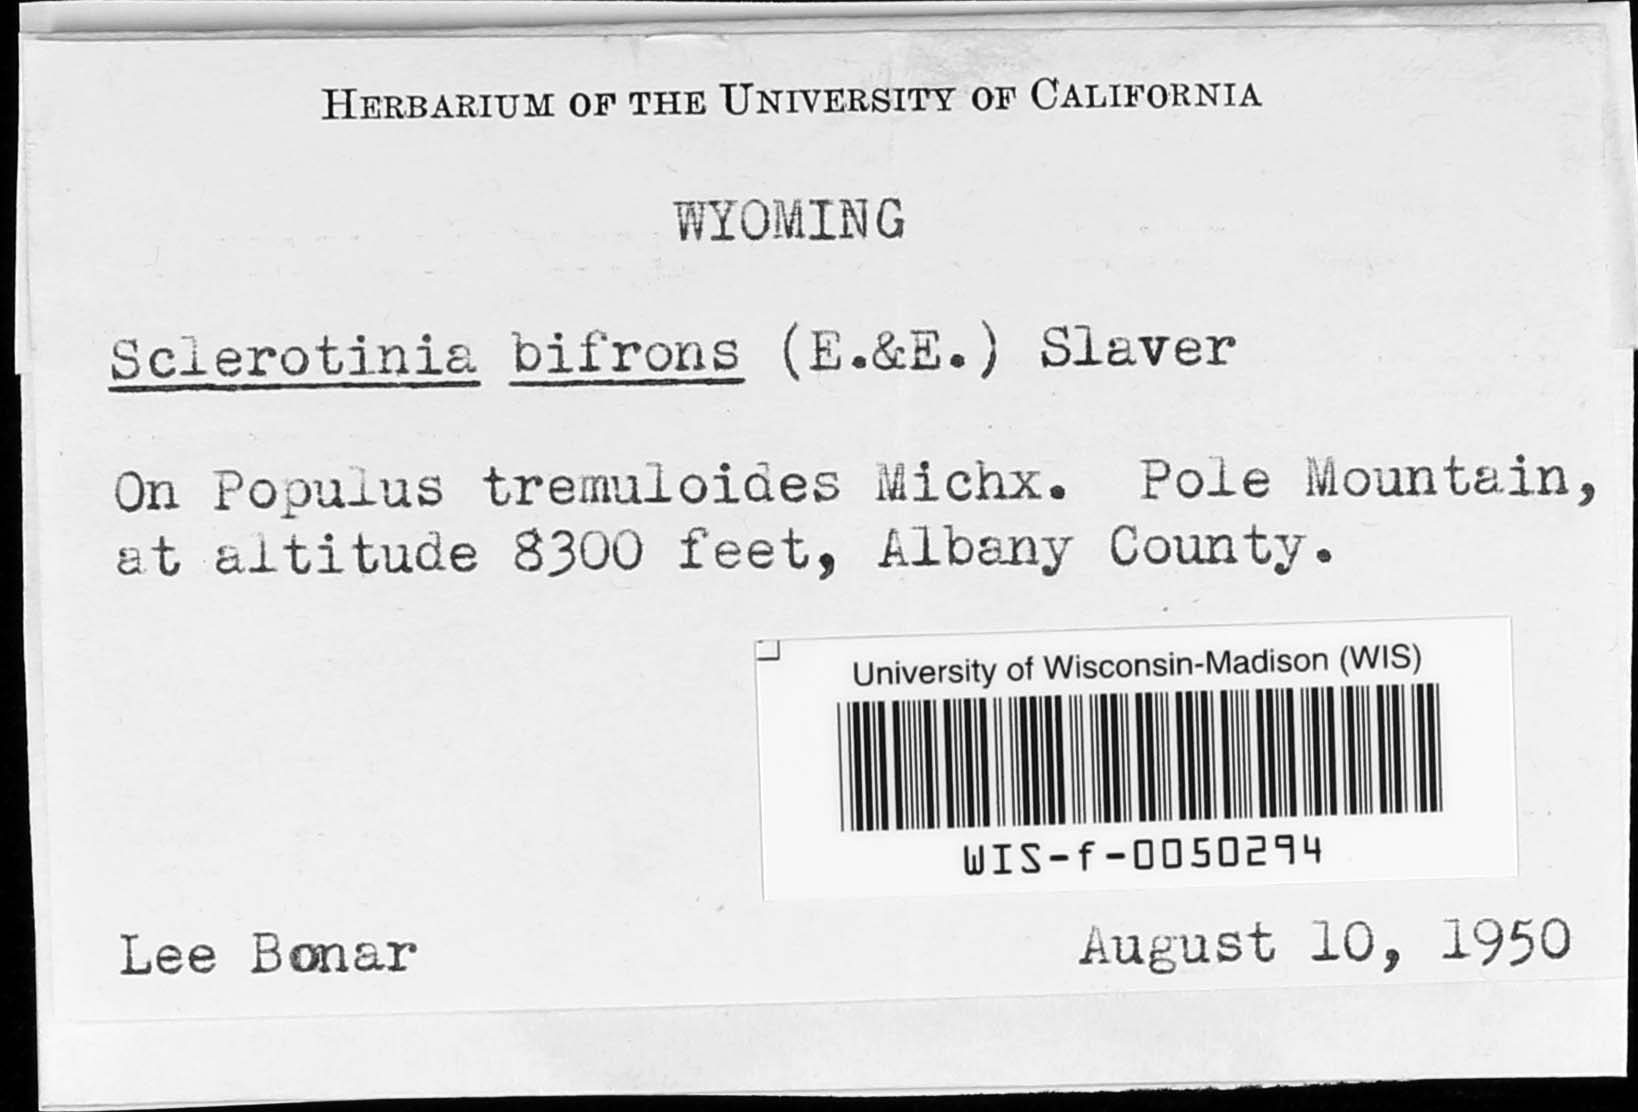 HERBARIUM OF THE UNIVERSITY OF CALIFORNIA
WYOMING
Sclerotinia bifrons (E.&E.) Slaver
On Populus tremuloides Michx. Pole Mountain,
at altitude 8300 feet, Albany County.
University of Wisconsin-Madison (WIS)
WIS-f-0050294
Lee Bonar
August 10, 1950